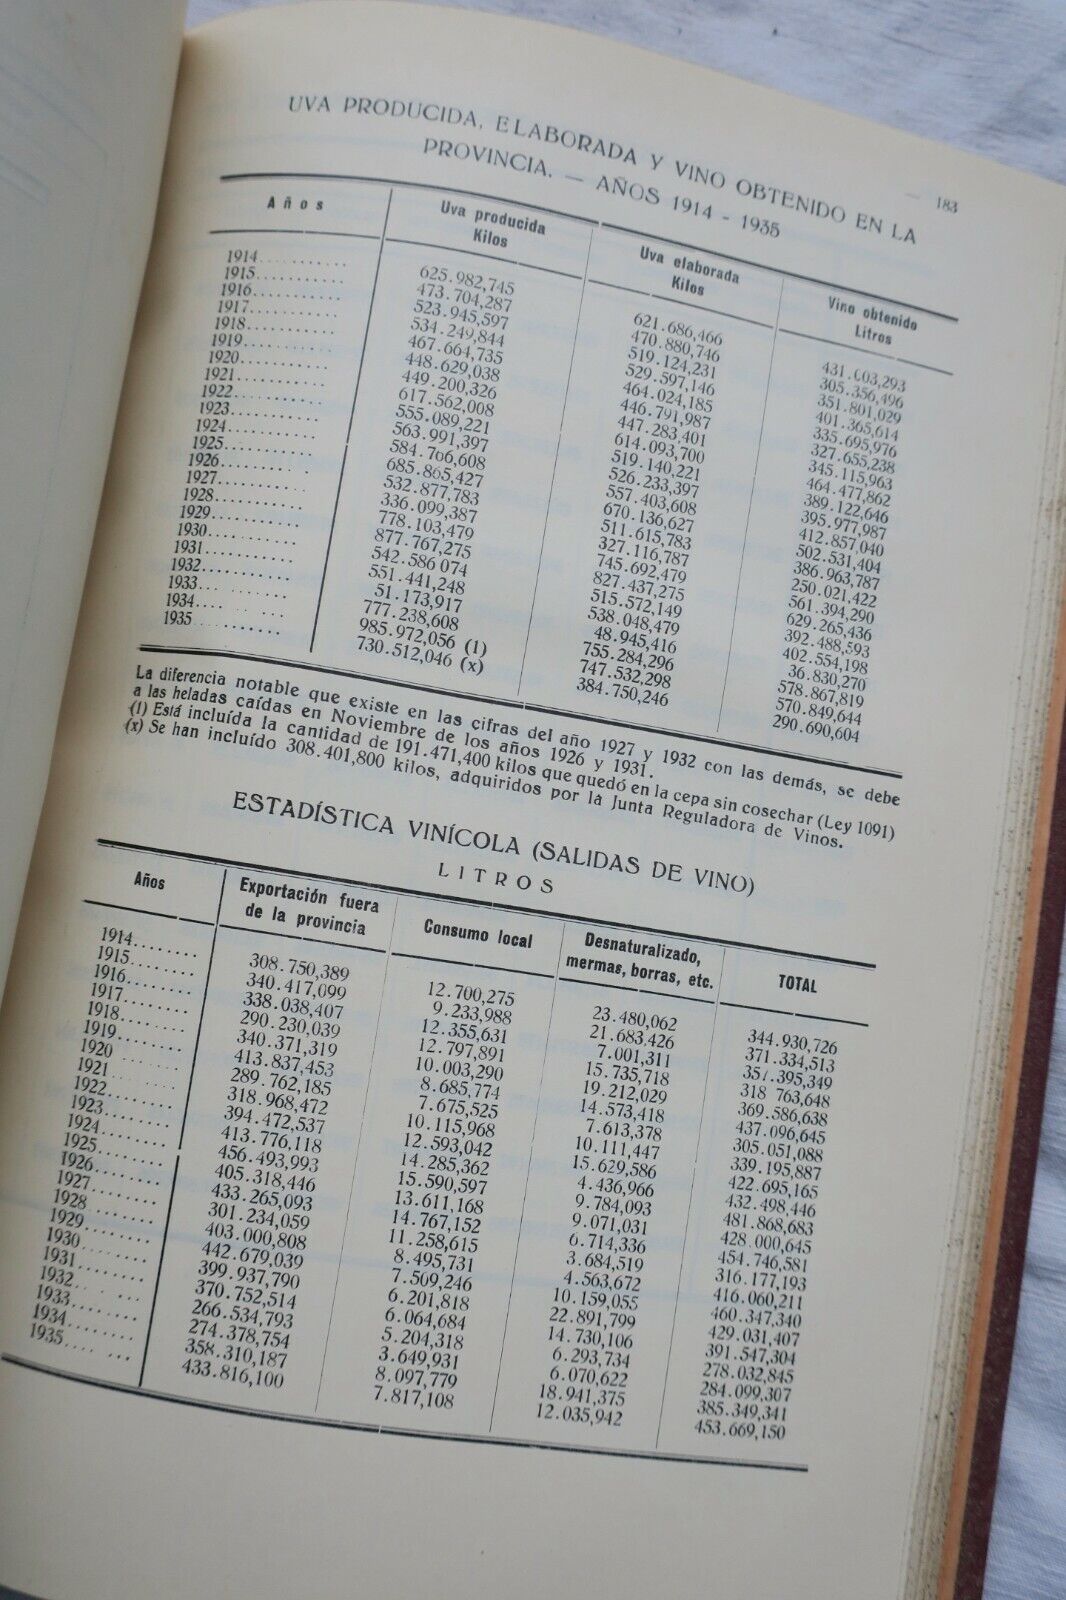 183
UVA PRODUCIDA, ELABORADA Y VINO OBTENIDO EN LA
PROVINCIA. — AÑOS 1914 - 1935
Años Uva producida Kilos Uva elaborada Kilos Vino obtenido Litros
1914 625.982,745 621.686,466 431.603,293
1915 473.704,287 470.880,746 305.356,496
1916 523.945,597 519.124,231 351.801,029
1917 534.249,844 529.597,146 401.365,614
1918 467.664,735 464.024,185 335.695,976
1919 448.629,038 446.791,987 327.655,238
1920 449.200,326 447.283,401 345.115,963
1921 617.562,008 614.093,700 464.477,862
1922 555.089,221 519.140,221 389.122,646
1923 563.991,397 526.233,397 395.977,987
1924 584.766,608 557.403,608 412.857,040
1925 685.865,427 670.136,627 502.531,404
1926 532.877,783 511.615,783 386.963,787
1927 336.099,387 327.116,787 250.021,422
1928 778.103,479 745.692,479 561.394,290
1929 877.767,275 827.437,275 629.265,436
1930 542.586 074 515.572,149 392.488,593
1931 551.441,248 538.048,479 402.554,198
1932 51.173,917 48.945,416 36.830,270
1933 777.238,608 755.284,296 578.867,819
1934 985.972,056 (1) 747.532,298 570.849,644
1935 730.512,046 (x) 384.750,246 290.690,604
La diferencia notable que existe en las cifras del año 1927 y 1932 con las demás, se debe
a las heladas caídas en Noviembre de los años 1926 y 1931.
(1) Está incluída la cantidad de 191.471,400 kilos que quedó en la cepa sin cosechar (Ley 1091)
(x) Se han incluído 308.401,800 kilos, adquiridos por la Junta Reguladora de Vinos.
ESTADÍSTICA VINÍCOLA (SALIDAS DE VINO)
LITROS
Años Exportación fuera de la provincia Consumo local Desnaturalizado, mermas, borras, etc. TOTAL
1914 308.750,389 12.700,275 23.480,062 344.930,726
1915 340.417,099 9.233,988 21.683,426 371.334,513
1916 338.038,407 12.355,631 7.001,311 357.395,349
1917 290.230,039 12.797,891 15.735,718 318 763,648
1918 340.371,319 10.003,290 19.212,029 369.586,638
1919 413.837,453 8.685,774 14.573,418 437.096,645
1920 289.762,185 7.675,525 7.613,378 305.051,088
1921 318.968,472 10.115,968 10.111,447 339.195,887
1922 394.472,537 12.593,042 15.629,586 422.695,165
1923 413.776,118 14.285,362 4.436,966 432.498,446
1924 456.493,993 15.590,597 9.784,093 481.868,683
1925 405.318,446 13.611,168 9.071,031 428.000,645
1926 433.265,093 14.767,152 6.714,336 454.746,581
1927 301.234,059 11.258,615 3.684,519 316.177,193
1928 403.000,808 8.495,731 4.563,672 416.060,211
1929 442.679,039 7.509,246 10.159,055 460.347,340
1930 399.937,790 6.201,818 22.891,799 429.031,407
1931 370.752,514 6.064,684 14.730,106 391.547,304
1932 266.534,793 5.204,318 6.293,734 278.032,845
1933 274.378,754 3.649,931 6.070,622 284.099,307
1934 358.310,187 8.097,779 18.941,375 385.349,341
1935 433.816,100 7.817,108 12.035,942 453.669,150